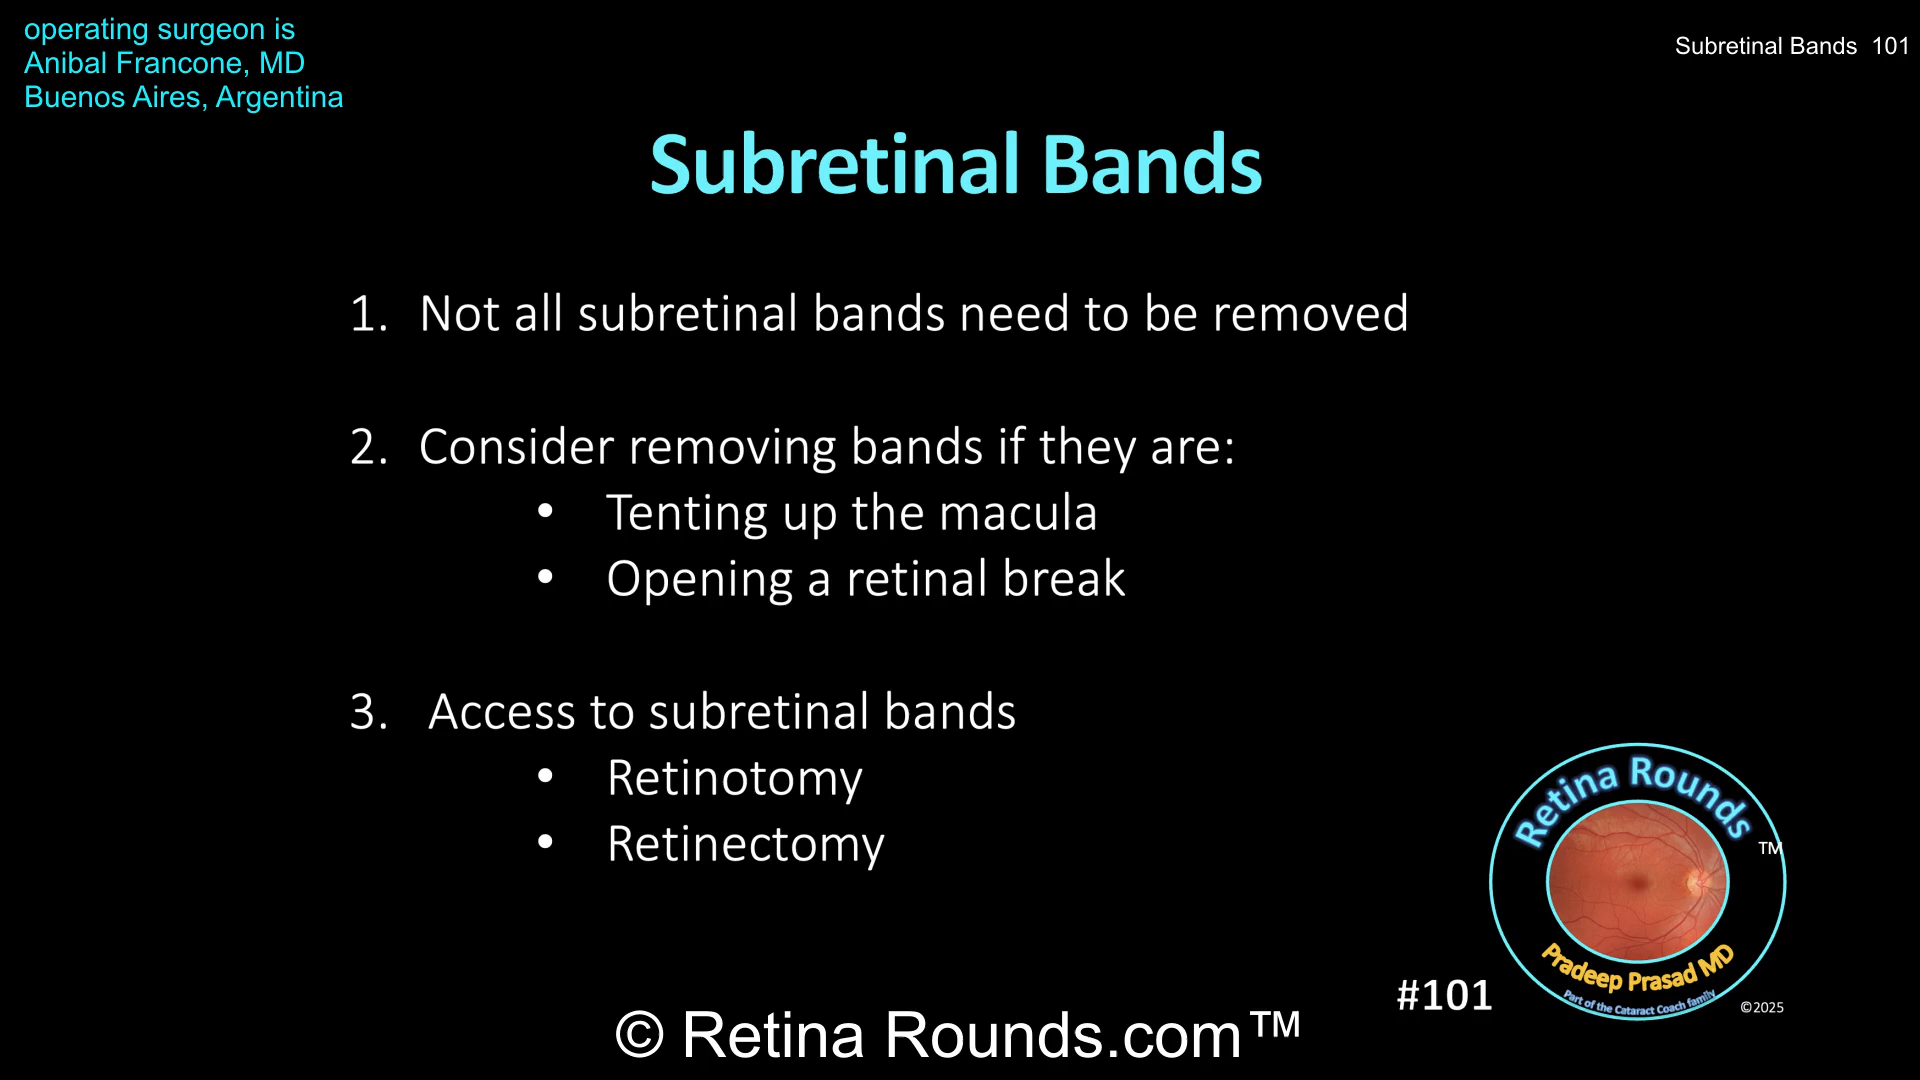 operating surgeon is
Anibal Francone, MD
Buenos Aires, Argentina
Subretinal Bands 101
Subretinal Bands
1. Not all subretinal bands need to be removed
2. Consider removing bands if they are:
• Tenting up the macula
• Opening a retinal break
3. Access to subretinal bands
• Retinotomy
• Retinectomy
Retina Rounds
TM
Pradeep Prasad MD
Part of the Cataract Coach family
#101
©2025
© Retina Rounds.com™